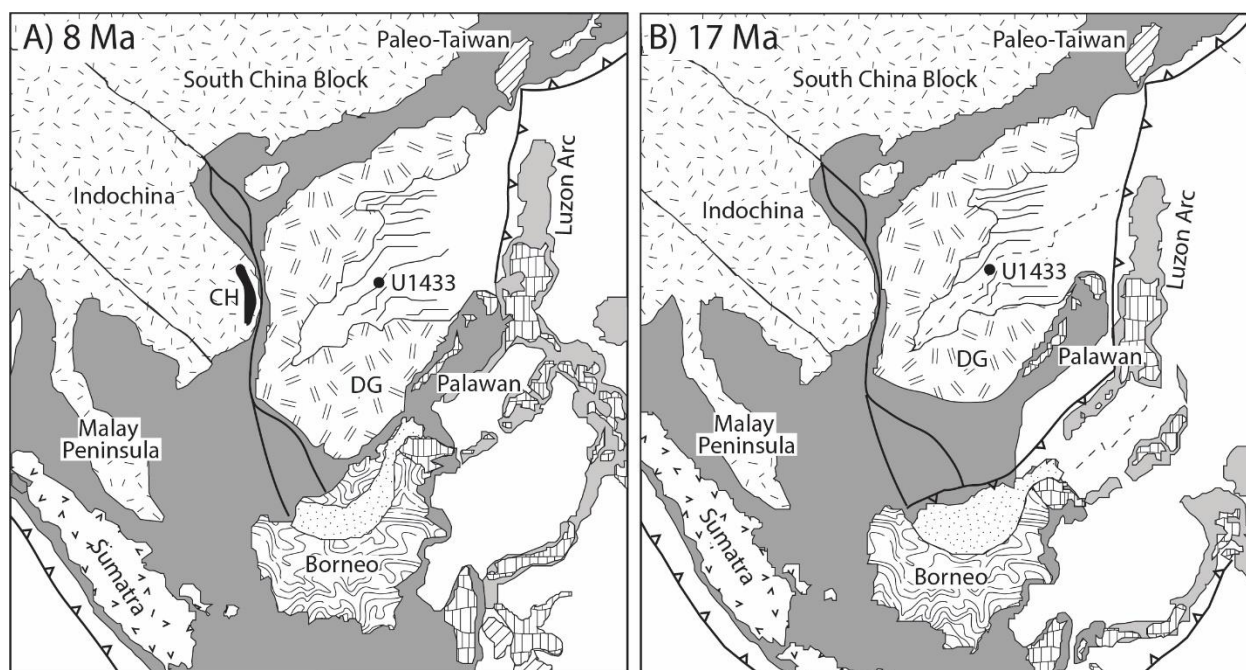 A) 8 Ma
Paleo-Taiwan
South China Block
Luzon Arc
Indochina
U1433
CH
DG
Palawan
Malay
Peninsula
Sumatra
Borneo
B) 17 Ma
Paleo-Taiwan
South China Block
Luzon Arc
Indochina
U1433
DG
Palawan
Malay
Peninsula
Sumatra
Borneo